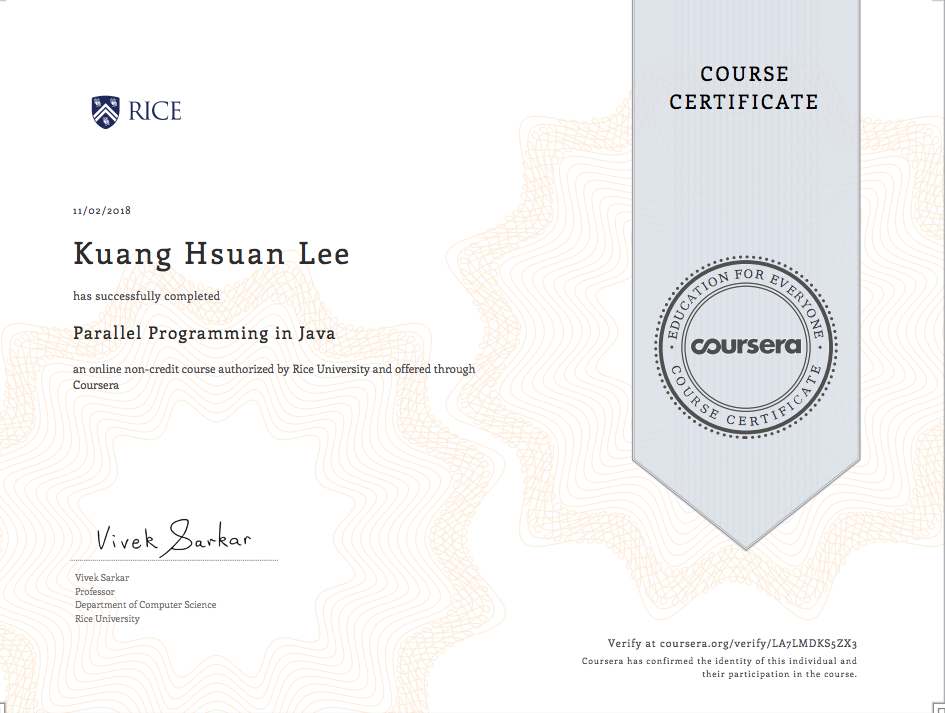 COURSE
CERTIFICATE
RICE
11/02/2018
Kuang Hsuan Lee
has successfully completed
Parallel Programming in Java
an online non-credit course authorized by Rice University and offered through
Coursera
EDUCATION FOR EVERYONE
coursera
COURSE CERTIFICATE
Vivek Sarkar
Vivek Sarkar
Professor
Department of Computer Science
Rice University
Verify at coursera.org/verify/LA7LMDKS5ZX3
Coursera has confirmed the identity of this individual and
their participation in the course.